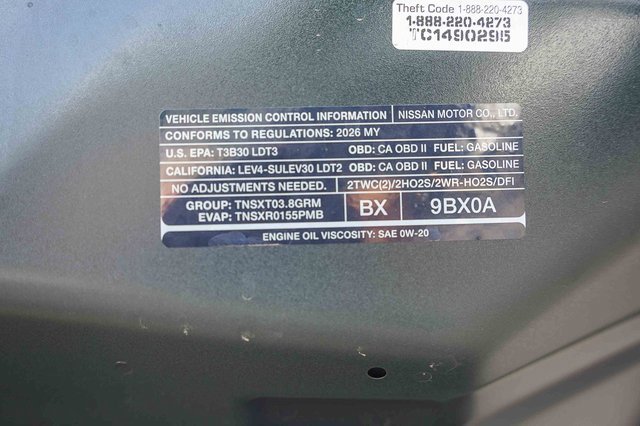 Theft Code 1-888-220-4273
1-888-220-4273
TC1490295
VEHICLE EMISSION CONTROL INFORMATION NISSAN MOTOR CO., LTD.
CONFORMS TO REGULATIONS: 2026 MY
U.S. EPA: T3B30 LDT3 OBD: CA OBD II FUEL: GASOLINE
CALIFORNIA: LEV4-SULEV30 LDT2 OBD: CA OBD II FUEL: GASOLINE
NO ADJUSTMENTS NEEDED. 2TWC(2)/2HO2S/2WR-HO2S/DFI
GROUP: TNSXT03.8GRM
EVAP: TNSXR0155PMB
BX 9BX0A
ENGINE OIL VISCOSITY: SAE 0W-20